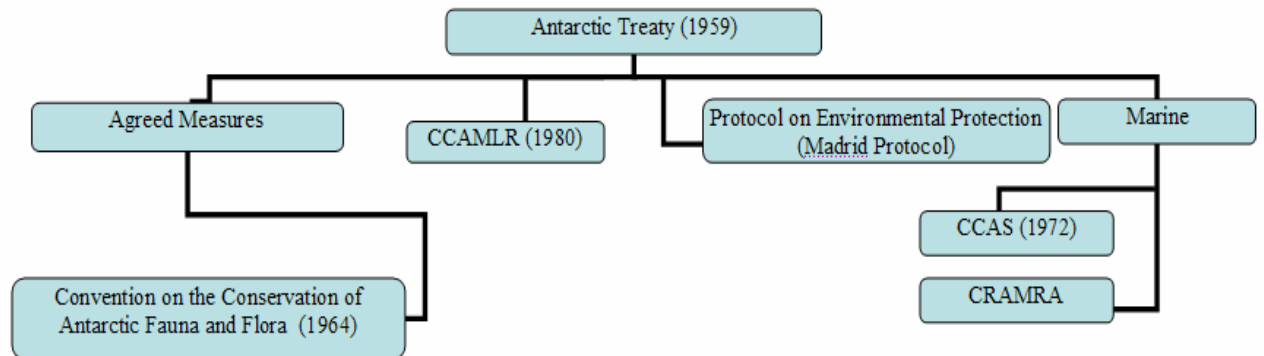 Antarctic Treaty (1959)
Agreed Measures
CCAMLR (1980)
Protocol on Environmental Protection
(Madrid Protocol)
Marine
CCAS (1972)
CRAMRA
Convention on the Conservation of
Antarctic Fauna and Flora (1964)